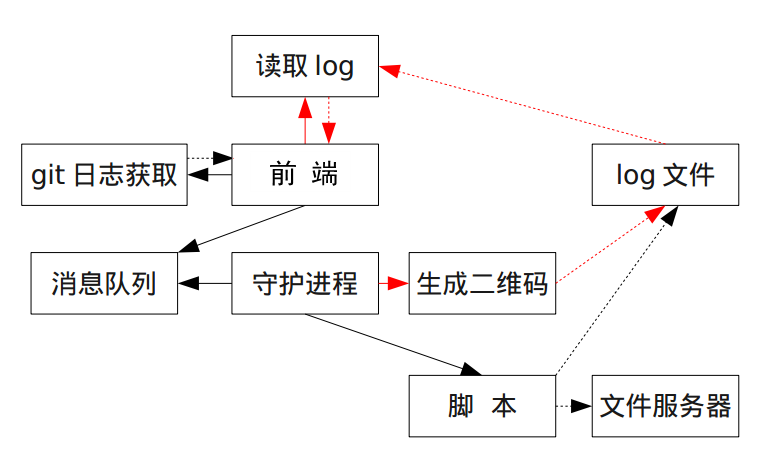 读取 log
git 日志获取
前 端
log 文件
消息队列
守护进程
生成二维码
脚 本
文件服务器